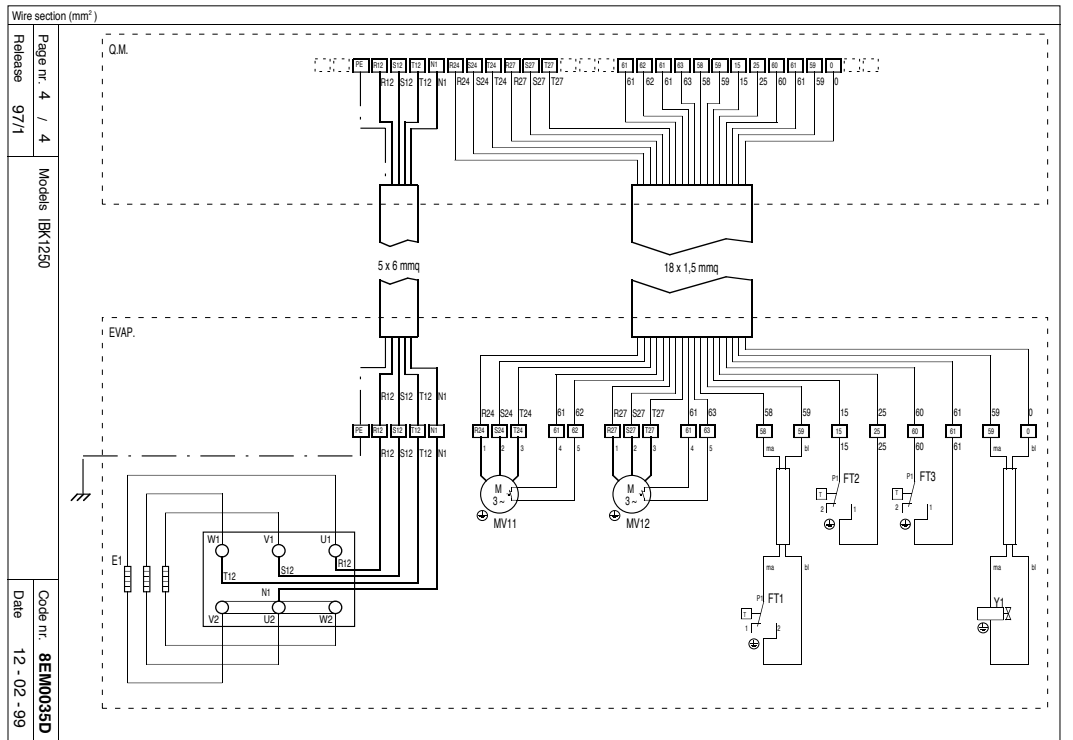 Wire section (mm²)
Page nr. 4 / 4
Release 97/1
Models IBK1250
Code nr. 8EM0035D
Date 12 - 02 - 99
Q.M.
PE R12 S12 T12 N1 R24 S24 T24 R27 S27 T27 61 62 61 63 58 59 15 25 60 61 59 0
R12 S12 T12 N1 R24 S24 T24 R27 S27 T27 61 62 61 63 58 59 15 25 60 61 59 0
5 x 6 mmq
18 x 1,5 mmq
EVAP.
R12 S12 T12 N1 R24 S24 T24 61 62 R27 S27 T27 61 63 58 59 15 25 60 61 59 0
PE R12 S12 T12 N1 R24 S24 T24 61 62 R27 S27 T27 61 63 58 59 15 25 60 61 59 0
R12 S12 T12 N1 1 2 3 4 5 1 2 3 4 5 ma bl 15 25 60 61 ma bl
M
3 ~
MV11
M
3 ~
MV12
P1 FT2
T
2 1
P1 FT3
T
2 1
W1 V1 U1
E1
T12 S12 R12
N1
V2 U2 W2
ma bl
P1 FT1
T
1 2
ma bl
Y1